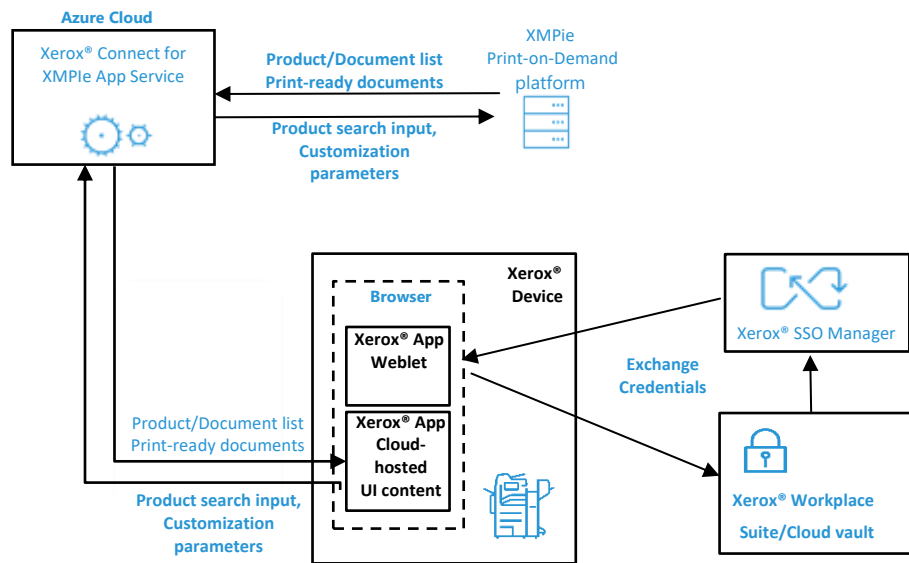 Azure Cloud
Xerox® Connect for
XMPIe App Service
Product/Document list
Print-ready documents
Product search input,
Customization
parameters
XMPie
Print-on-Demand
platform
Xerox®
Device
Browser
Xerox® App
Weblet
Xerox® App
Cloud-
hosted
UI content
Product/Document list
Print-ready documents
Product search input,
Customization
parameters
Exchange
Credentials
Xerox® SSO Manager
Xerox® Workplace
Suite/Cloud vault